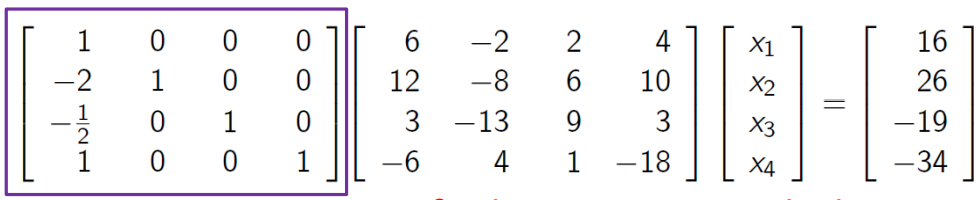 1 0 0 0 6 −2 2 4 x₁ 16
−2 1 0 0 12 −8 6 10 x₂ = 26
−1/2 0 1 0 3 −13 9 3 x₃ −19
1 0 0 1 −6 4 1 −18 x₄ −34